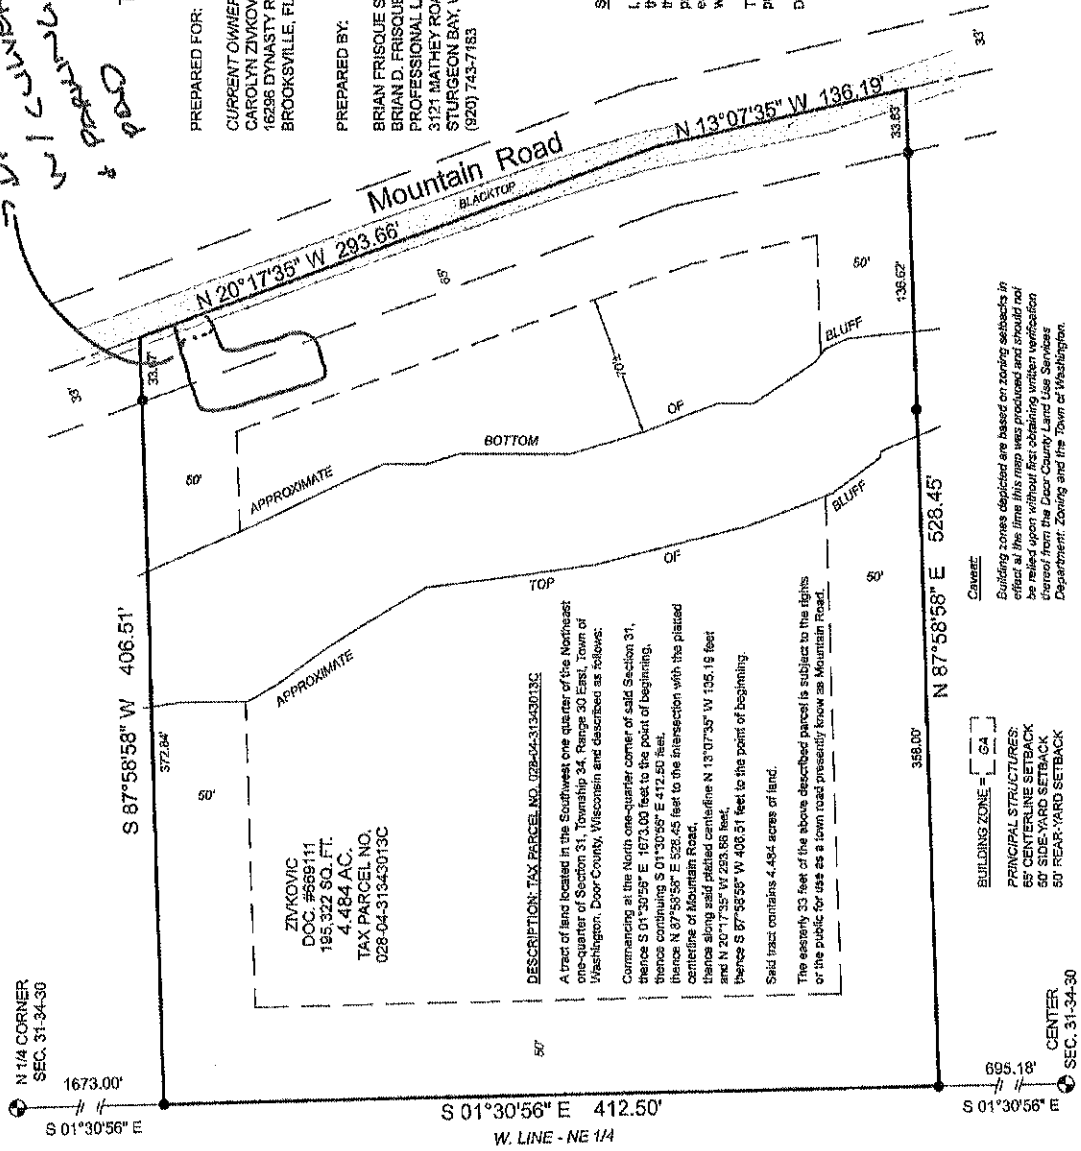 w/ CULVERT
PREPARED FOR:
CURRENT OWNER
CAROLYN ZIVKOV
16296 DYNASTY R
BROOKSVILLE, FL
PREPARED BY:
BRIAN FRISQUE S
BRIAN D. FRISQUE
PROFESSIONAL L
3121 MATHEY ROA
STURGEON BAY, W
(920) 743-7183
33'
33'
N 13°07'35" W 136.19'
Mountain Road
BLACKTOP
N 20°17'35" W 293.66'
65'
33.67'
33.83'
50'
50'
136.62'
70'±
APPROXIMATE BOTTOM OF BLUFF
APPROXIMATE TOP OF BLUFF
S 87°58'58" W 406.51'
372.84'
50'
50'
N 87°58'58" E 528.45'
358.00'
ZIVKOVIC
DOC. #669111
195,322 SQ. FT.
4.484 AC.
TAX PARCEL NO.
028-04-31343013C
DESCRIPTION: TAX PARCEL NO. 028-04-31343013C
A tract of land located in the Southwest one quarter of the Northeast
one-quarter of Section 31, Township 34, Range 30 East, Town of
Washington, Door County, Wisconsin and described as follows:
Commencing at the North one-quarter corner of said Section 31,
thence S 01°30'56" E 1673.00 feet to the point of beginning,
thence continuing S 01°30'56" E 412.50 feet,
thence N 87°58'58" E 528.45 feet to the intersection with the platted
centerline of Mountain Road,
thence along said platted centerline N 13°07'35" W 136.19 feet
and N 20°17'35" W 293.66 feet,
thence S 87°58'58" W 406.51 feet to the point of beginning.
Said tract contains 4.484 acres of land.
The easterly 33 feet of the above described parcel is subject to the rights
of the public for use as a town road presently know as Mountain Road.
50'
N 1/4 CORNER
SEC. 31-34-30
1673.00'
S 01°30'56" E
S 01°30'56" E 412.50'
W. LINE - NE 1/4
695.18'
S 01°30'56" E
CENTER
SEC. 31-34-30
BUILDING ZONE = GA
PRINCIPAL STRUCTURES:
65' CENTERLINE SETBACK
50' SIDE-YARD SETBACK
50' REAR-YARD SETBACK
Caveat:
Building zones depicted are based on zoning setbacks in
effect at the time this map was produced and should not
be relied upon without first obtaining written verification
thereof from the Door County Land Use Services
Department: Zoning and the Town of Washington.